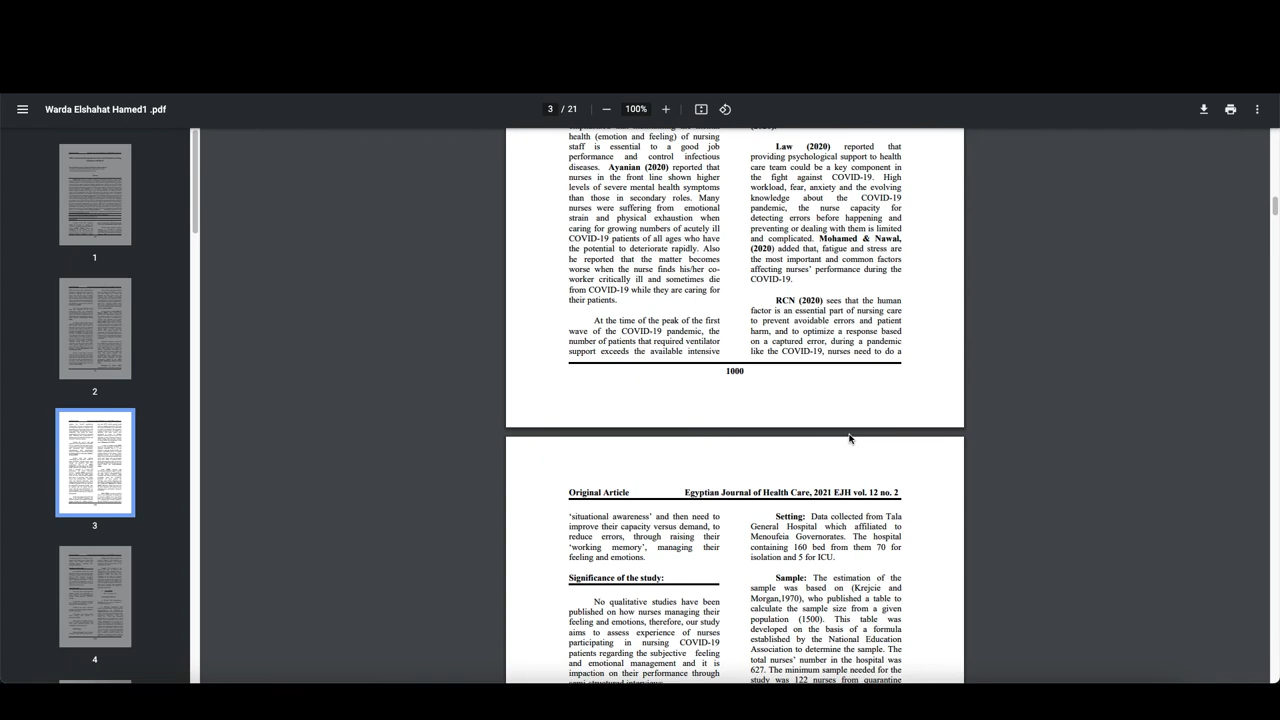 Warda Elshahat Hamed1 .pdf
3 / 21
100%
1
2
3
4
health (emotion and feeling) of nursing
staff is essential to a good job
performance and control infectious
diseases. Ayanian (2020) reported that
nurses in the front line shown higher
levels of severe mental health symptoms
than those in secondary roles. Many
nurses were suffering from emotional
strain and physical exhaustion when
caring for growing numbers of acutely ill
COVID-19 patients of all ages who have
the potential to deteriorate rapidly. Also
he reported that the matter becomes
worse when the nurse finds his/her co-
worker critically ill and sometimes die
from COVID-19 while they are caring for
their patients.
At the time of the peak of the first
wave of the COVID-19 pandemic, the
number of patients that required ventilator
support exceeds the available intensive
Law (2020) reported that
providing psychological support to health
care team could be a key component in
the fight against COVID-19. High
workload, fear, anxiety and the evolving
knowledge about the COVID-19
pandemic, the nurse capacity for
detecting errors before happening and
preventing or dealing with them is limited
and complicated. Mohamed & Nawal,
(2020) added that, fatigue and stress are
the most important and common factors
affecting nurses' performance during the
COVID-19.
RCN (2020) sees that the human
factor is an essential part of nursing care
to prevent avoidable errors and patient
harm, and to optimize a response based
on a captured error, during a pandemic
like the COVID-19, nurses need to do a
1000
Original Article Egyptian Journal of Health Care, 2021 EJH vol. 12 no. 2
‘situational awareness’ and then need to
improve their capacity versus demand, to
reduce errors, through raising their
‘working memory’, managing their
feeling and emotions.
Significance of the study:
No qualitative studies have been
published on how nurses managing their
feeling and emotions, therefore, our study
aims to assess experience of nurses
participating in nursing COVID-19
patients regarding the subjective feeling
and emotional management and it is
impaction on their performance through
Setting: Data collected from Tala
General Hospital which affiliated to
Menoufeia Governorates. The hospital
containing 160 bed from them 70 for
isolation and 5 for ICU.
Sample: The estimation of the
sample was based on (Krejcie and
Morgan,1970), who published a table to
calculate the sample size from a given
population (1500). This table was
developed on the basis of a formula
established by the National Education
Association to determine the sample. The
total nurses' number in the hospital was
627. The minimum sample needed for the
study was 122 nurses from quarantine